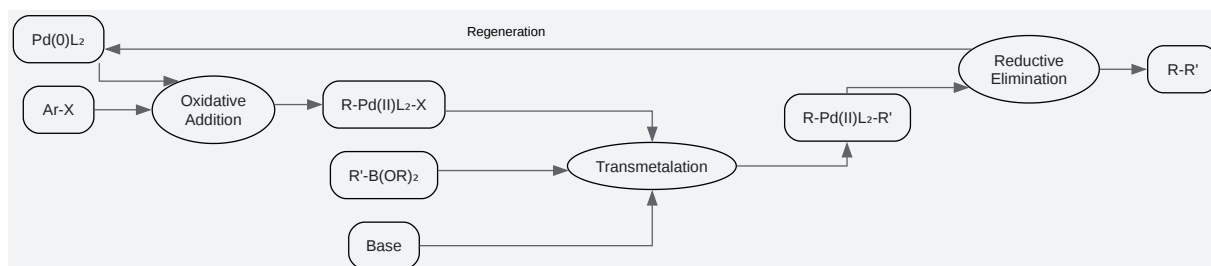 Pd(0)L₂
Regeneration
Reductive
Elimination
R-R'
Ar-X
Oxidative
Addition
R-Pd(II)L₂-X
R-Pd(II)L₂-R'
R'-B(OR)₂
Transmetalation
Base